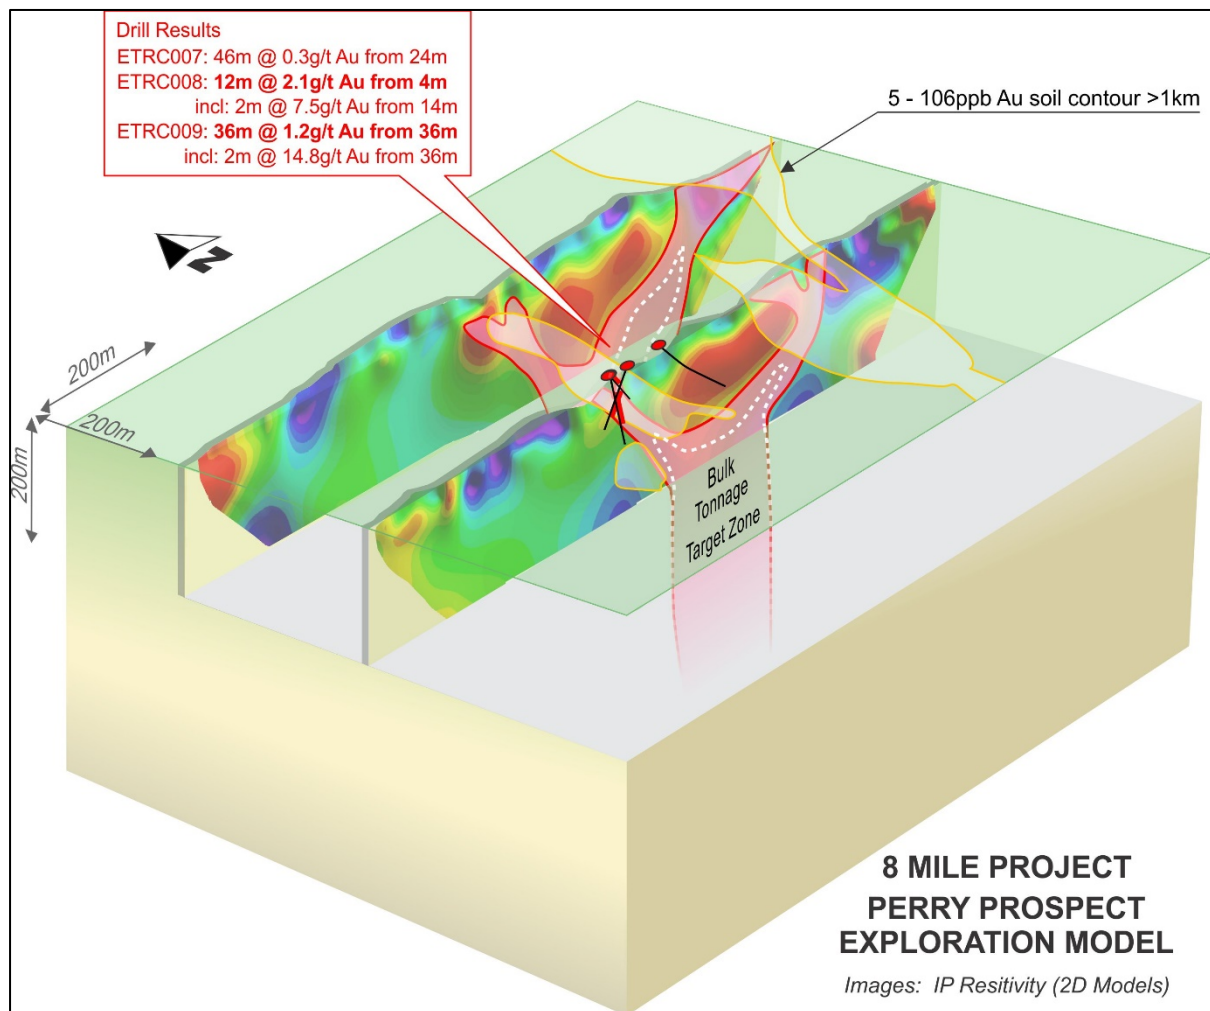 Drill Results
ETRC007: 46m @ 0.3g/t Au from 24m
ETRC008: 12m @ 2.1g/t Au from 4m
incl: 2m @ 7.5g/t Au from 14m
ETRC009: 36m @ 1.2g/t Au from 36m
incl: 2m @ 14.8g/t Au from 36m
5 - 106ppb Au soil contour >1km
N
200m
200m
200m
Bulk
Tonnage
Target Zone
8 MILE PROJECT
PERRY PROSPECT
EXPLORATION MODEL
Images: IP Resitivity (2D Models)